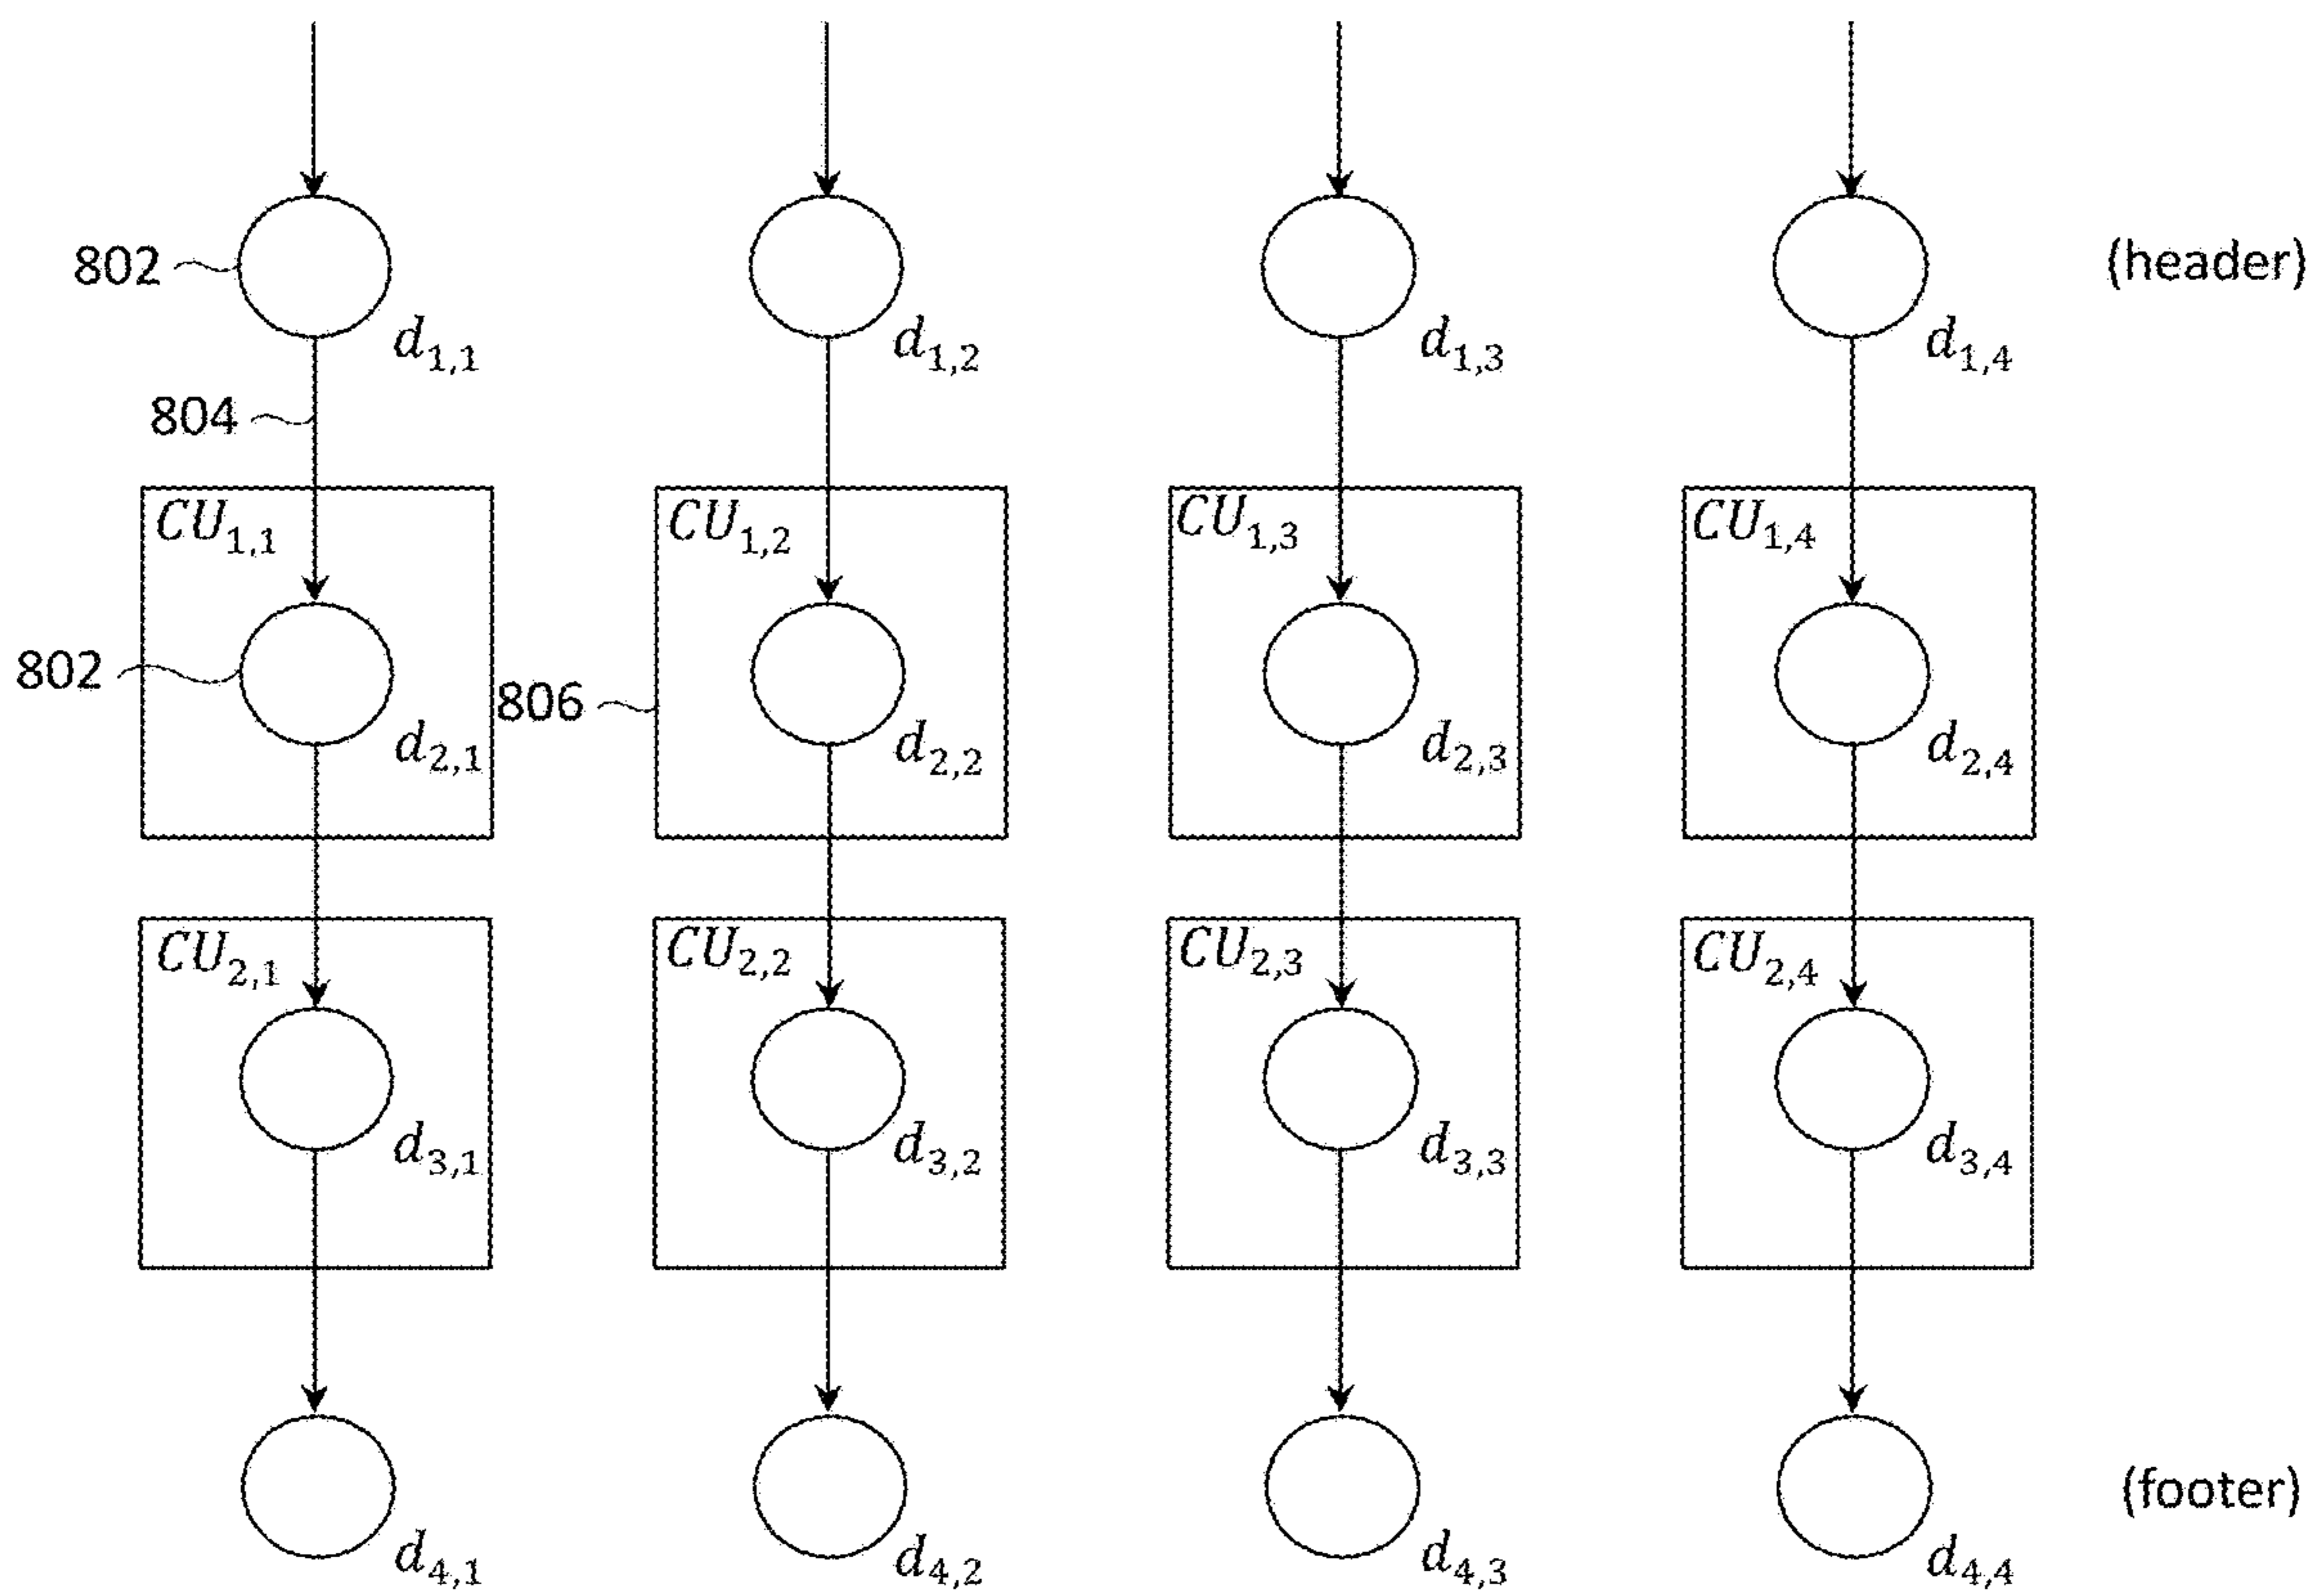 802 (header)
d1,1 d1,2 d1,3 d1,4
804
CU1,1 CU1,2 CU1,3 CU1,4
802 806
d2,1 d2,2 d2,3 d2,4
CU2,1 CU2,2 CU2,3 CU2,4
d3,1 d3,2 d3,3 d3,4
(footer)
d4,1 d4,2 d4,3 d4,4